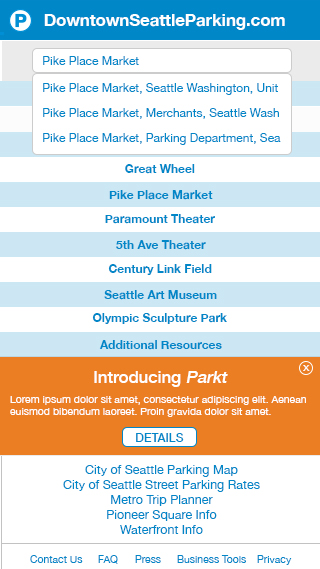 P DowntownSeattleParking.com
Pike Place Market
Pike Place Market, Seattle Washington, Unit
Pike Place Market, Merchants, Seattle Wash
Pike Place Market, Parking Department, Sea
Great Wheel
Pike Place Market
Paramount Theater
5th Ave Theater
Century Link Field
Seattle Art Museum
Olympic Sculpture Park
Additional Resources
X
Introducing Parkt
Lorem ipsum dolor sit amet, consectetur adipiscing elit. Aenean
euismod bibendum laoreet. Proin gravida dolor sit amet.
DETAILS
City of Seattle Parking Map
City of Seattle Street Parking Rates
Metro Trip Planner
Pioneer Square Info
Waterfront Info
Contact Us FAQ Press Business Tools Privacy